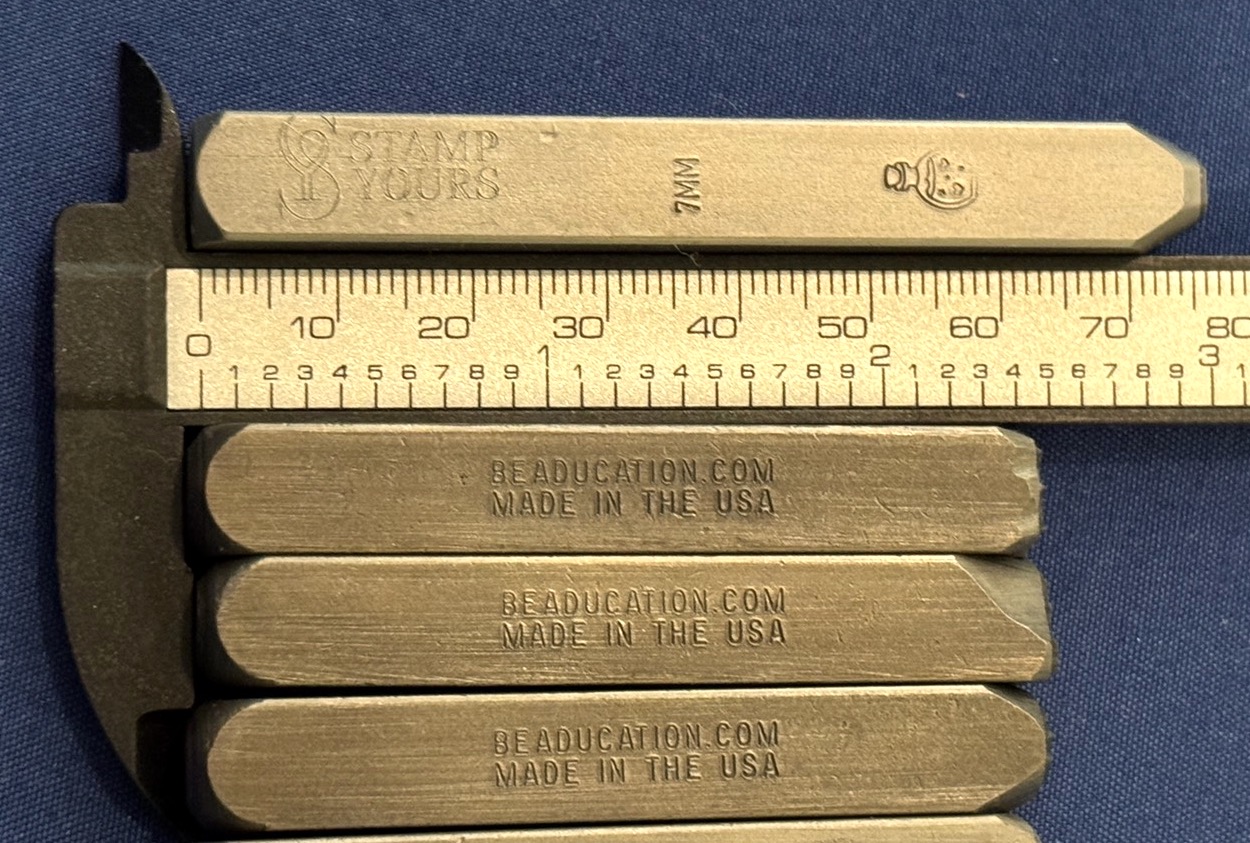 STAMP
YOURS
7MM
0 10 20 30 40 50 60 70 80
1 2 3 4 5 6 7 8 9 1 1 2 3 4 5 6 7 8 9 2 1 2 3 4 5 6 7 8 9 3 1
BEADUCATION.COM
MADE IN THE USA
BEADUCATION.COM
MADE IN THE USA
BEADUCATION.COM
MADE IN THE USA